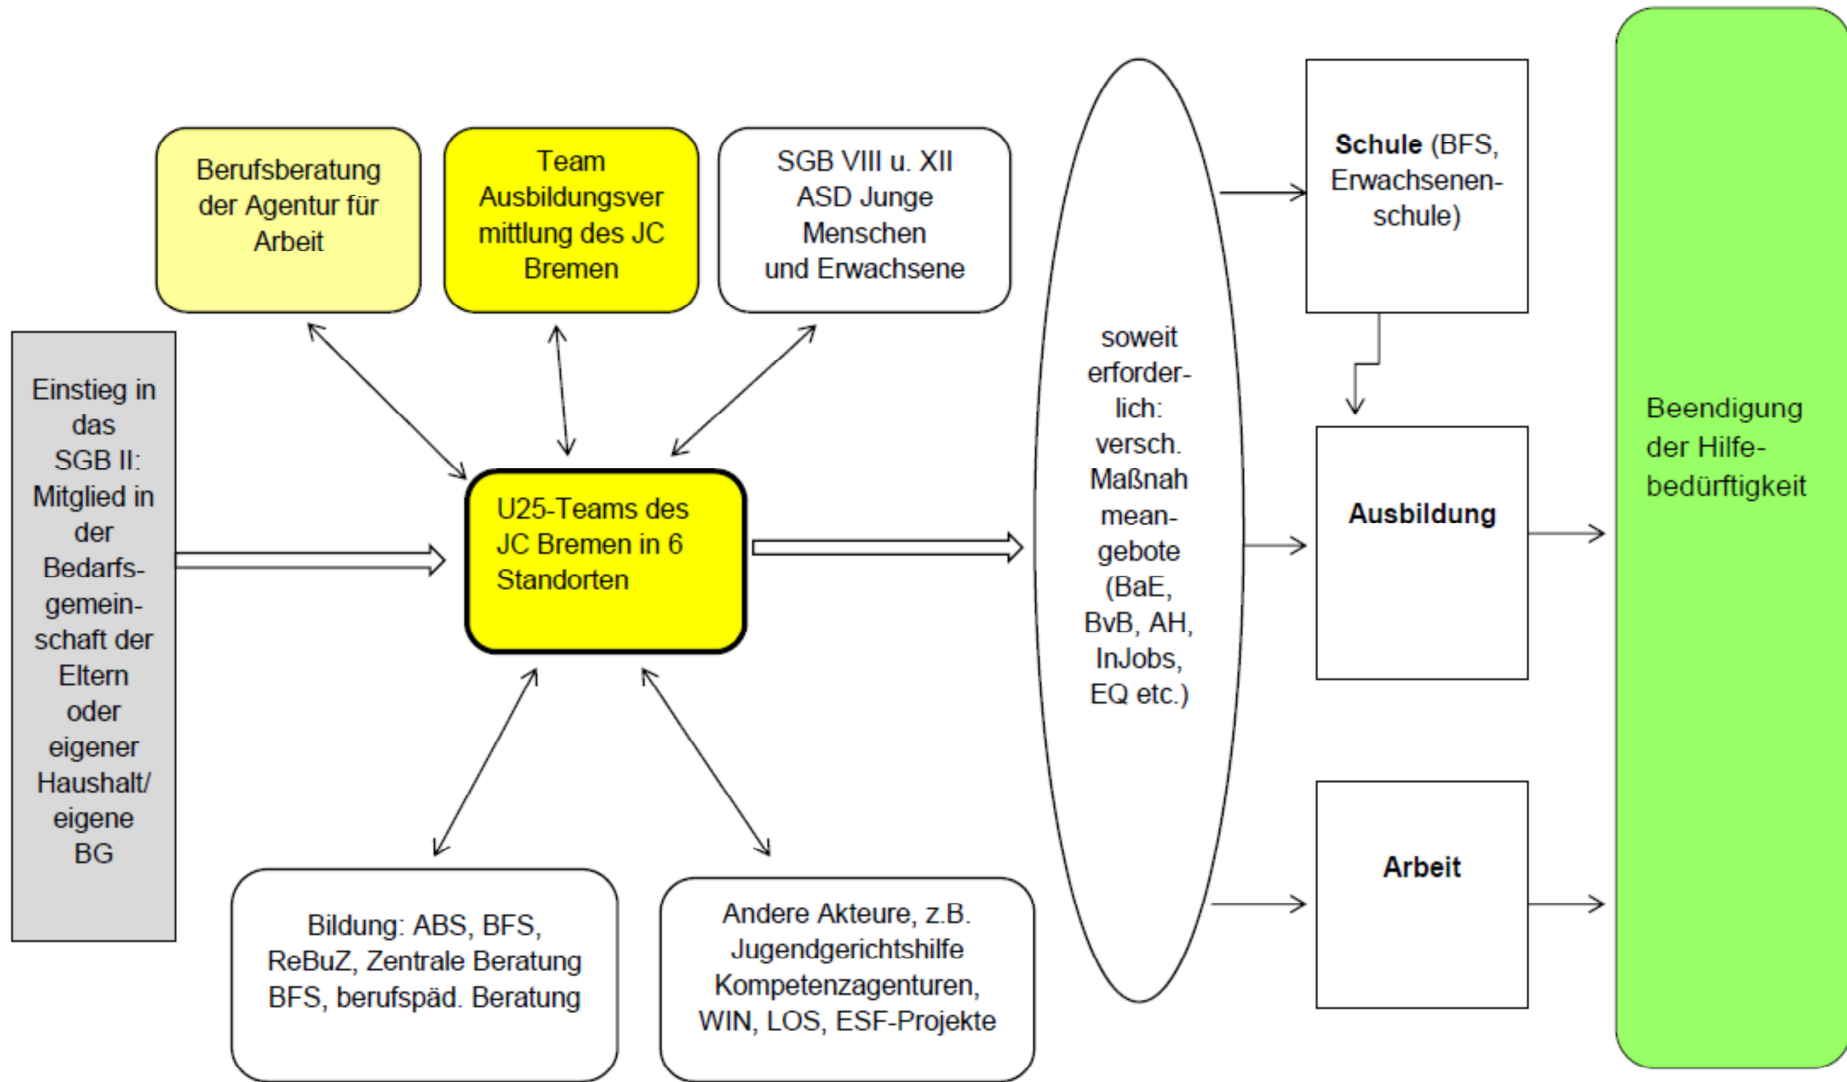 Einstieg in
das
SGB II:
Mitglied in
der
Bedarfs-
gemein-
schaft der
Eltern
oder
eigener
Haushalt/
eigene
BG
Berufsberatung
der Agentur für
Arbeit
Team
Ausbildungsver
mittlung des JC
Bremen
SGB VIII u. XII
ASD Junge
Menschen
und Erwachsene
U25-Teams des
JC Bremen in 6
Standorten
Bildung: ABS, BFS,
ReBuZ, Zentrale Beratung
BFS, berufspäd. Beratung
Andere Akteure, z.B.
Jugendgerichtshilfe
Kompetenzagenturen,
WIN, LOS, ESF-Projekte
soweit
erforder-
lich:
versch.
Maßnah
mean-
gebote
(BaE,
BvB, AH,
InJobs,
EQ etc.)
Schule (BFS,
Erwachsenen-
schule)
Ausbildung
Arbeit
Beendigung
der Hilfe-
bedürftigkeit